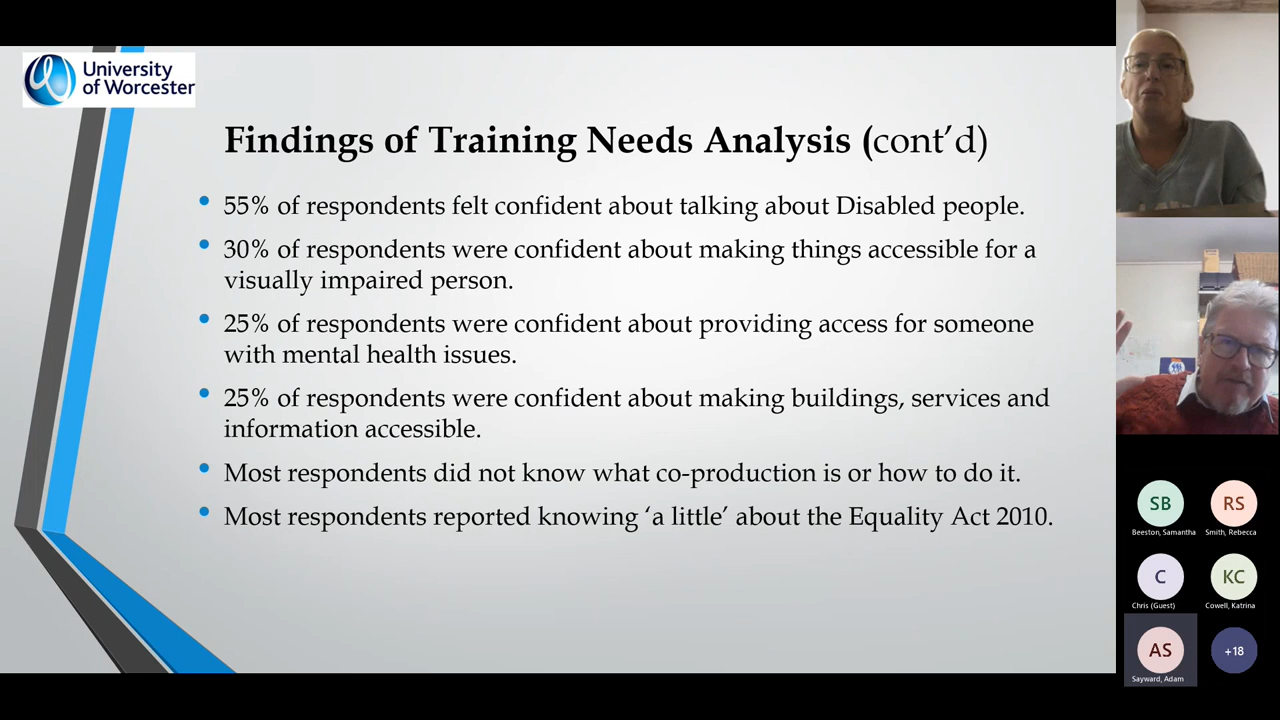 University
of Worcester
Findings of Training Needs Analysis (cont’d)
55% of respondents felt confident about talking about Disabled people.
30% of respondents were confident about making things accessible for a
visually impaired person.
25% of respondents were confident about providing access for someone
with mental health issues.
25% of respondents were confident about making buildings, services and
information accessible.
Most respondents did not know what co-production is or how to do it.
Most respondents reported knowing ‘a little’ about the Equality Act 2010.
SB
RS
Beeston, Samantha
Smith, Rebecca
C
KC
Chris (Guest)
Cowell, Katrina
AS
+18
Sayward, Adam